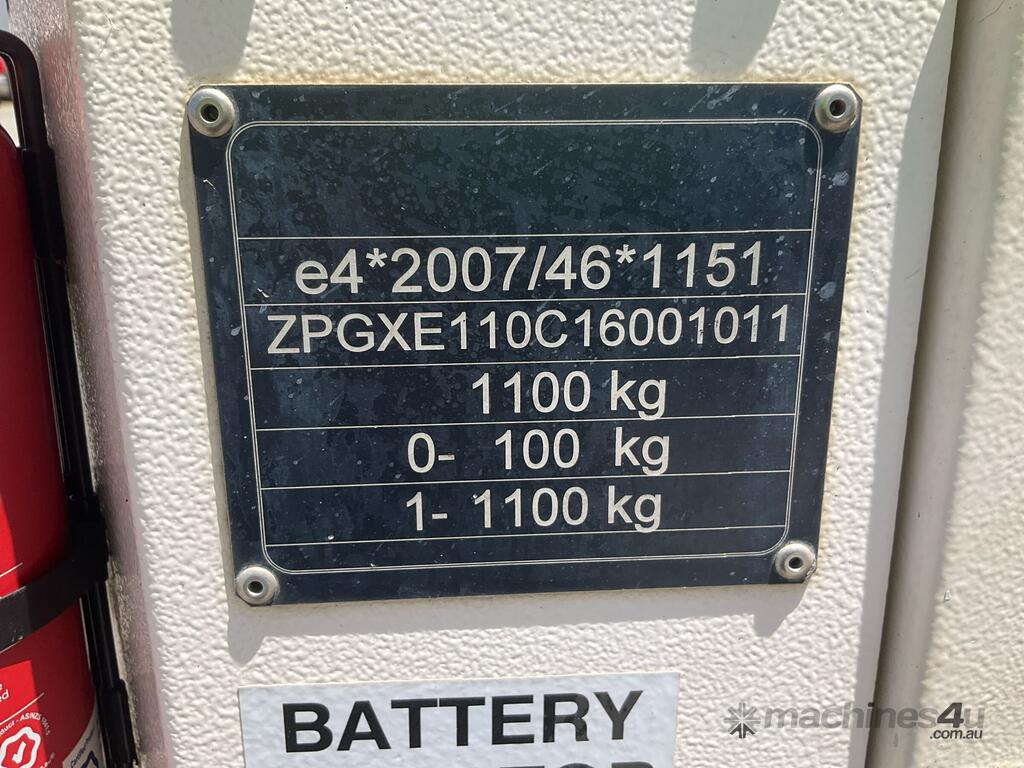 e4*2007/46*1151
ZPGXE110C16001011
1100 kg
0- 100 kg
1- 1100 kg
BATTERY
machines4u
.com.au